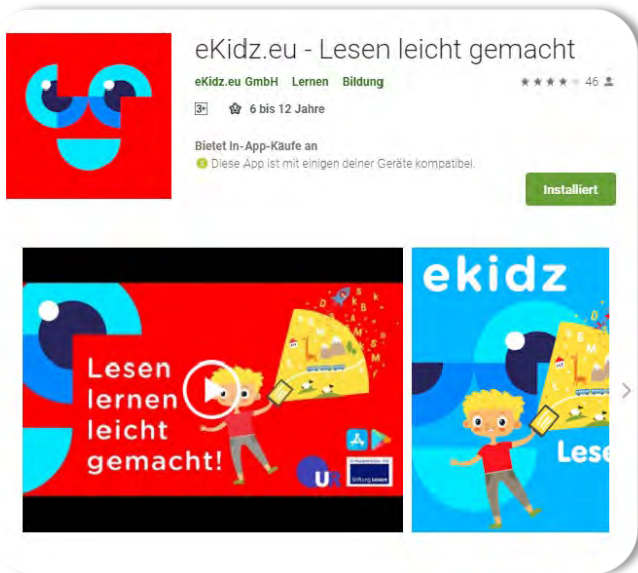 eKidz.eu - Lesen leicht gemacht
eKidz.eu GmbH Lernen Bildung 46
3+ 6 bis 12 Jahre
Bietet In-App-Käufe an
Diese App ist mit einigen deiner Geräte kompatibel.
Installiert
Lesen
lernen
leicht
gemacht!
Stiftung Lesen
ekidz
Lese